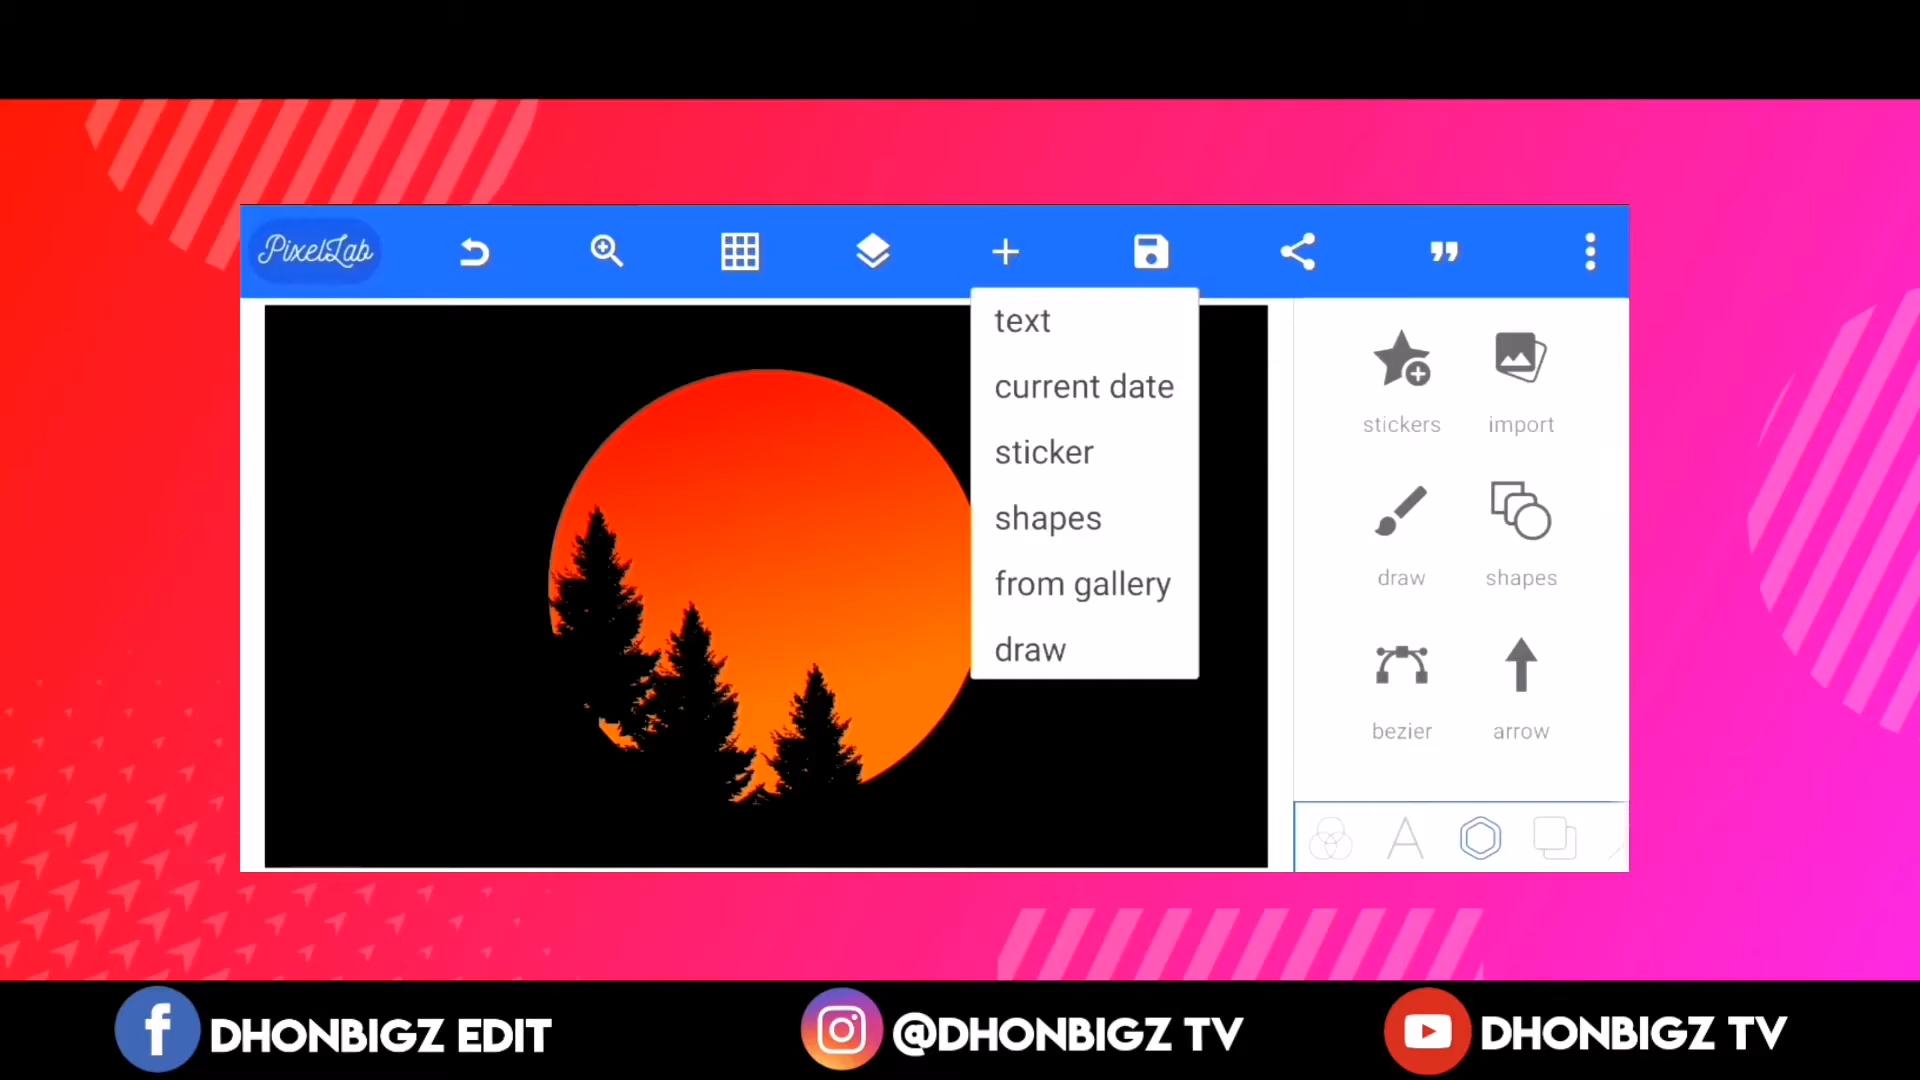 PixelLab
text
current date
sticker
shapes
from gallery
draw
stickers
import
draw
shapes
bezier
arrow
DHONBIGZ EDIT
@DHONBIGZ TV
DHONBIGZ TV